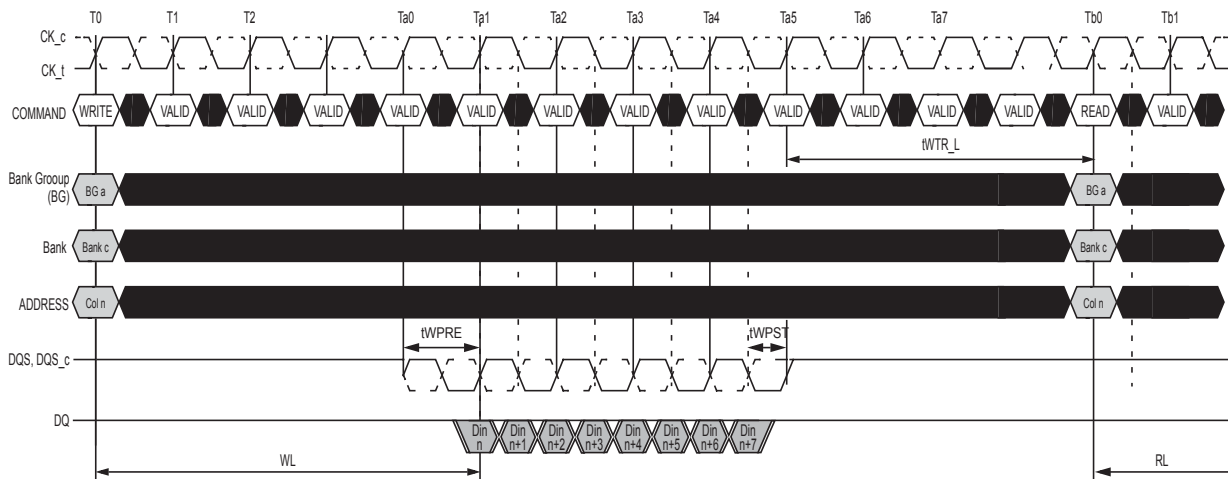 T0 T1 T2 Ta0 Ta1 Ta2 Ta3 Ta4 Ta5 Ta6 Ta7 Tb0 Tb1
CK_c
CK_t
COMMAND WRITE VALID VALID VALID VALID VALID VALID VALID VALID VALID VALID VALID VALID READ VALID
tWTR_L
Bank Grooup
(BG) BG a BG a
Bank Bank c Bank c
ADDRESS Col n Col n
tWPRE tWPST
DQS, DQS_c
DQ Din n Din n+1 Din n+2 Din n+3 Din n+4 Din n+5 Din n+6 Din n+7
WL RL